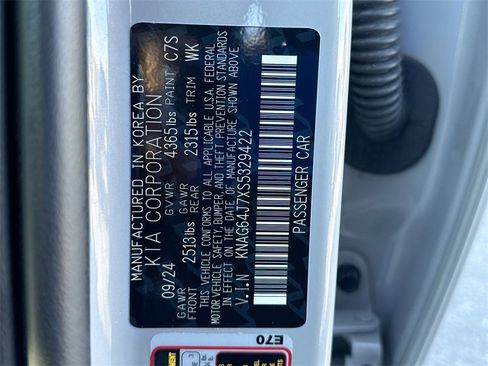 MANUFACTURED IN KOREA BY
KIA CORPORATION
09/24 GVWR 4365lbs PAINT C7S
GAWR FRONT 2513lbs GAWR REAR 2315lbs TRIM WK
THIS VEHICLE CONFORMS TO ALL APPLICABLE U.S.A. FEDERAL
MOTOR VEHICLE SAFETY, BUMPER, AND THEFT PREVENTION STANDARDS
IN EFFECT ON THE DATE OF MANUFACTURE SHOWN ABOVE
V.I.N KNAG64J7XS5329422
PASSENGER CAR
E70